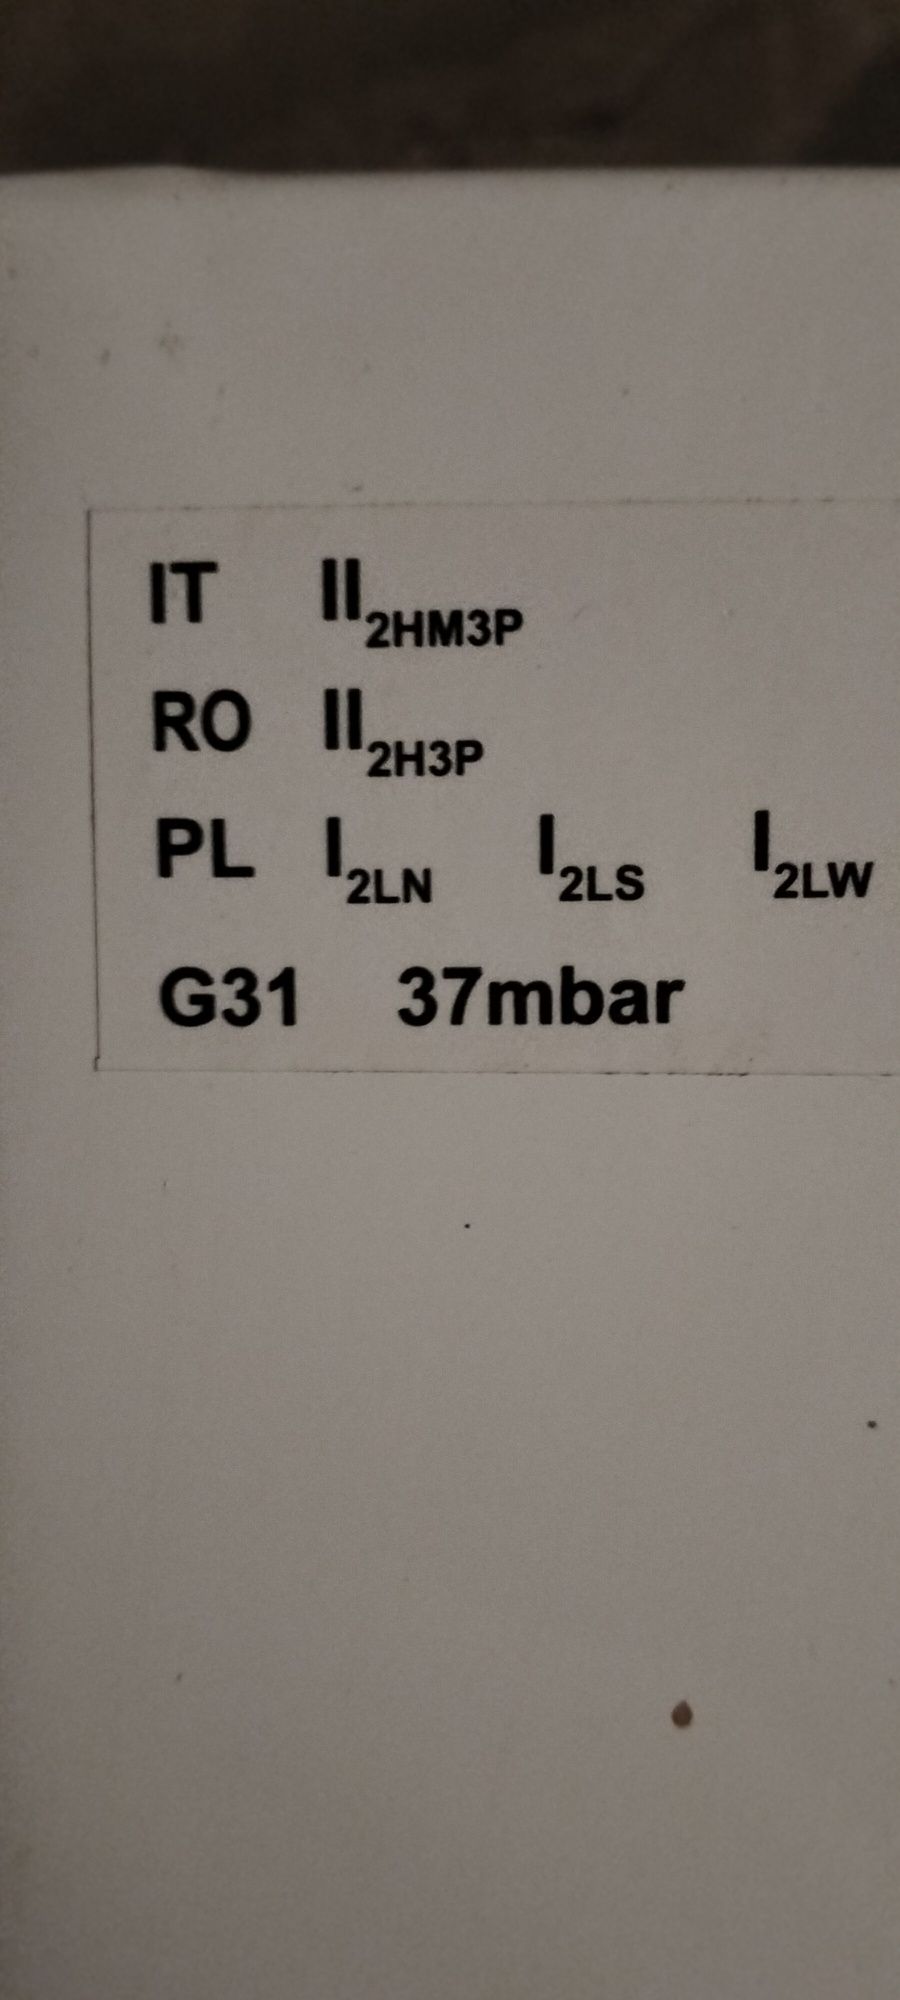 IT II2HM3P
RO II2H3P
PL I2LN I2LS I2LW
G31 37mbar